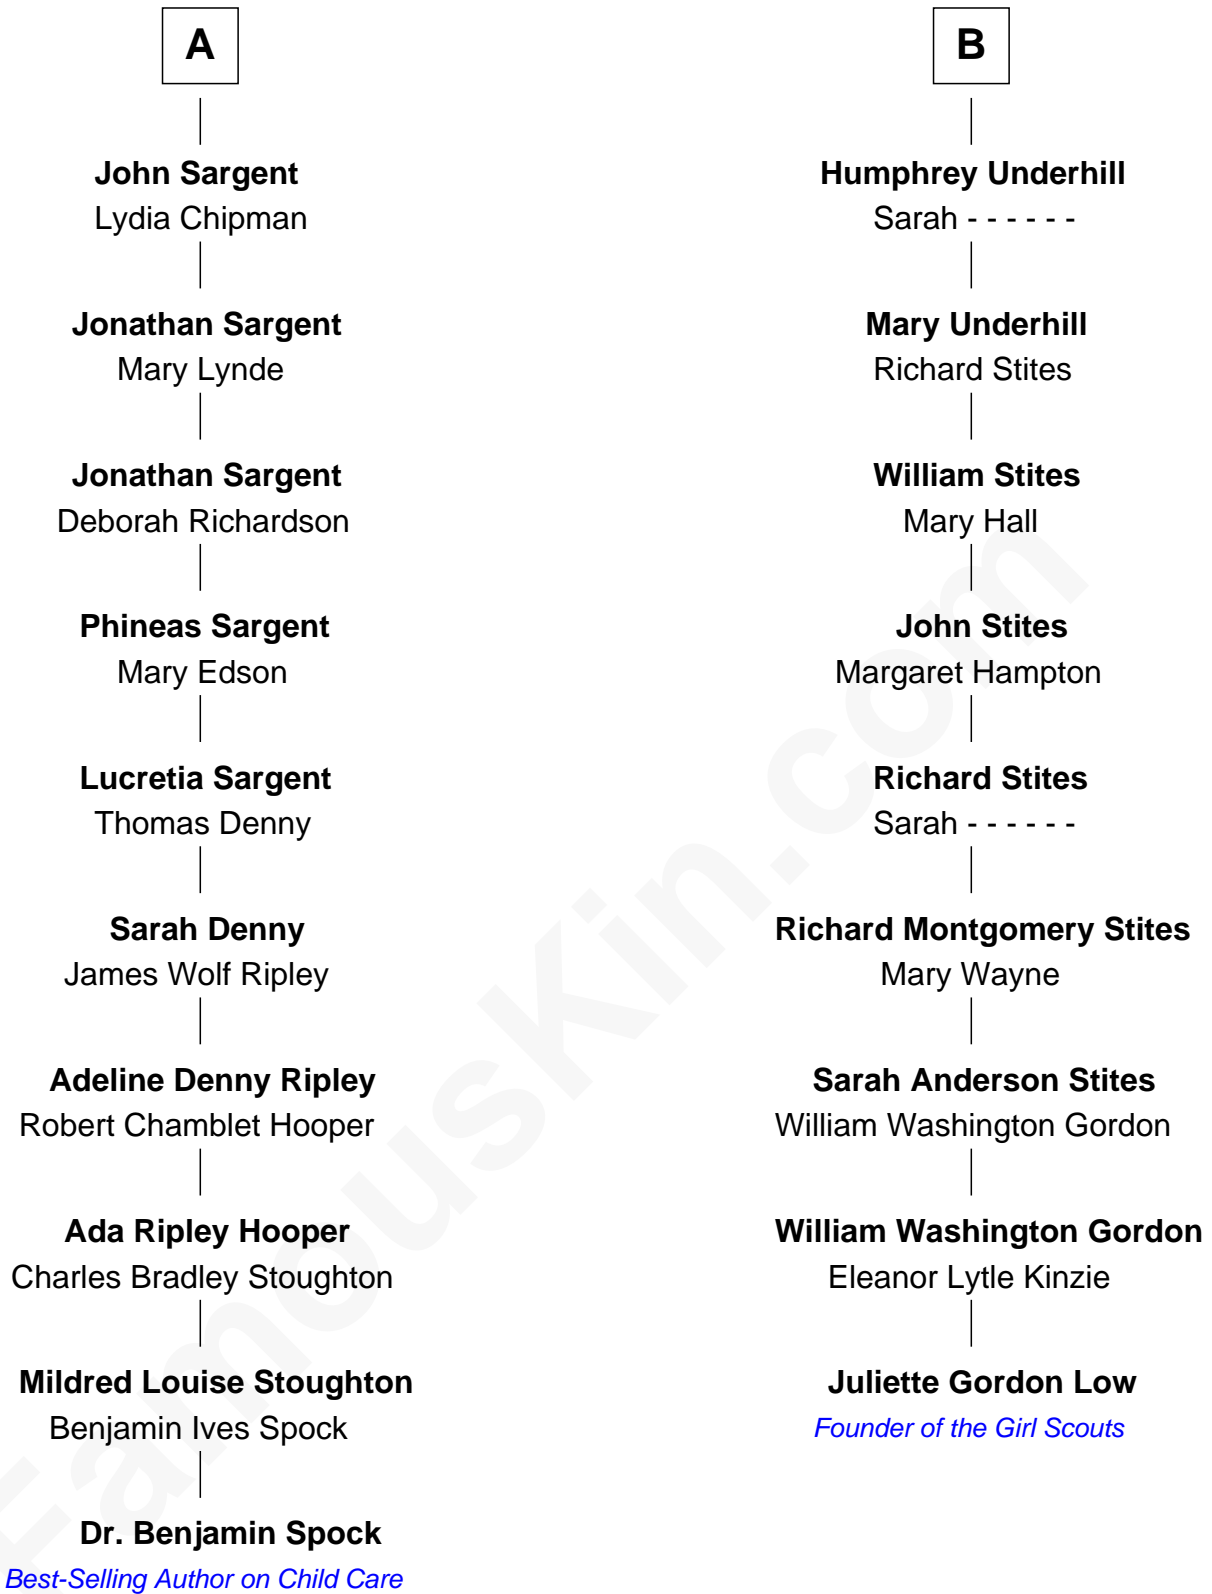 A
John Sargent
Lydia Chipman
Jonathan Sargent
Mary Lynde
Jonathan Sargent
Deborah Richardson
Phineas Sargent
Mary Edson
Lucretia Sargent
Thomas Denny
Sarah Denny
James Wolf Ripley
Adeline Denny Ripley
Robert Chamblet Hooper
Ada Ripley Hooper
Charles Bradley Stoughton
Mildred Louise Stoughton
Benjamin Ives Spock
Dr. Benjamin Spock
Best-Selling Author on Child Care
B
Humphrey Underhill
Sarah - - - - - -
Mary Underhill
Richard Stites
William Stites
Mary Hall
John Stites
Margaret Hampton
Richard Stites
Sarah - - - - - -
Richard Montgomery Stites
Mary Wayne
Sarah Anderson Stites
William Washington Gordon
William Washington Gordon
Eleanor Lytle Kinzie
Juliette Gordon Low
Founder of the Girl Scouts
FamousKin.com